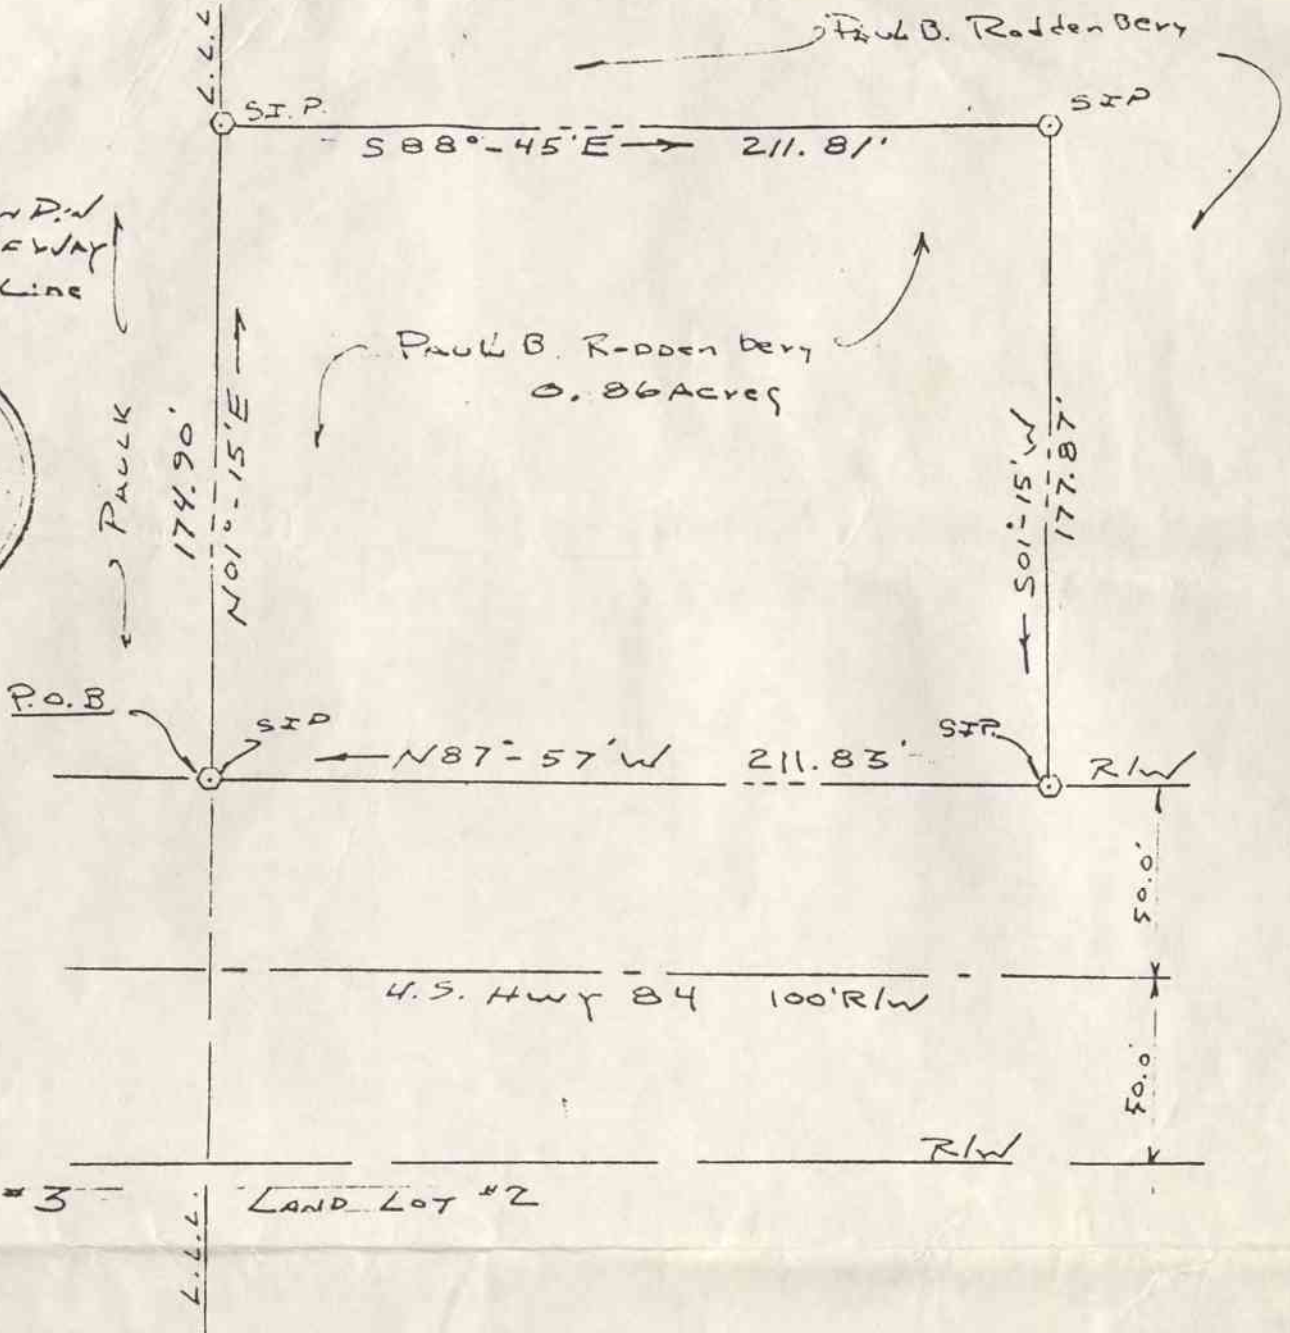 Paul B. Roddenbery
L.L.L
S.I.P.
SIP
S88°-45'E 211.81'
Line
Paul B. Roddenbery
0.86 Acres
PAULK
174.90'
N01°-15'E
S01°-15'W
177.87'
P.O.B
SIP
N87°-57'W 211.83'
SIP.
R/W
50.0'
U.S. Hwy 84 100'R/W
50.0'
R/W
#3
LAND LOT #2
L.L.L.